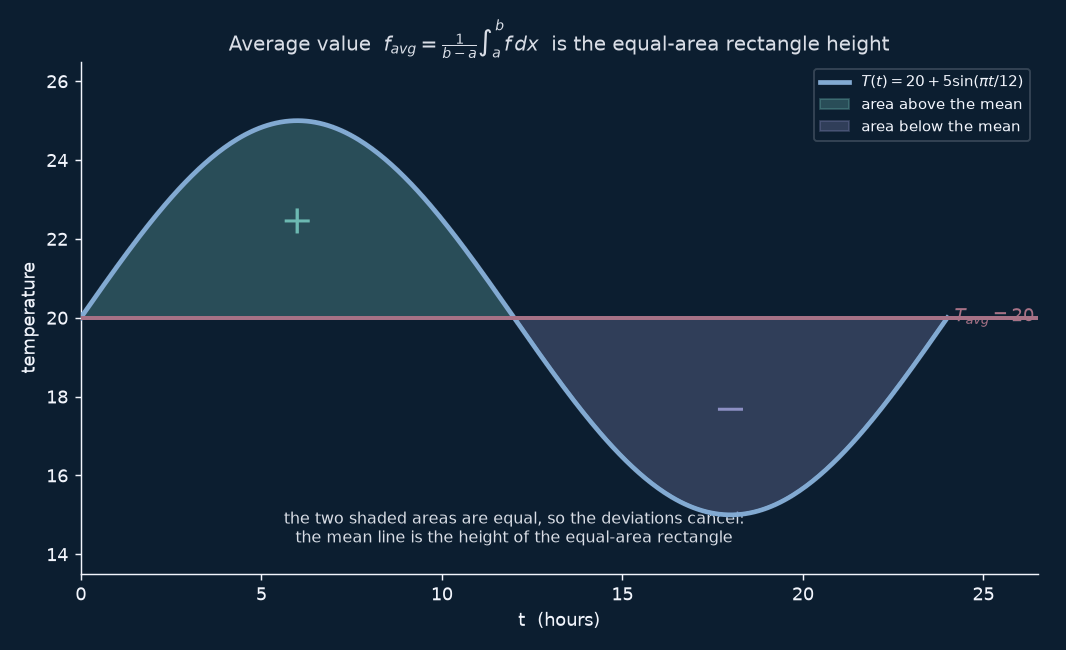 Average value f_avg = 1/(b−a) ∫_a^b f dx is the equal-area rectangle height
T(t) = 20 + 5sin(πt/12)
area above the mean
area below the mean
temperature
26
24
22
20
18
16
14
+
−
T_avg = 20
the two shaded areas are equal, so the deviations cancel:
the mean line is the height of the equal-area rectangle
0 5 10 15 20 25
t (hours)